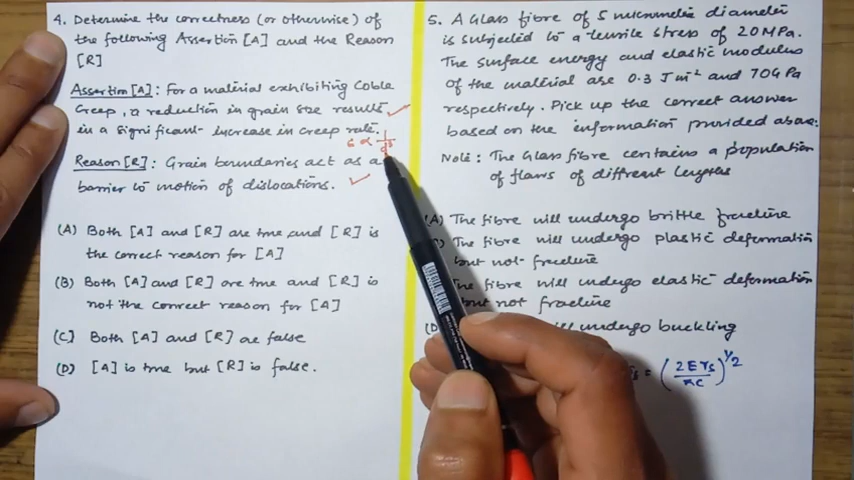 4. Determine the correctness (or otherwise) of
the following Assertion [A] and the Reason
[R]
Assertion [A] : For a material exhibiting Coble
Creep, a reduction in grain size results
in a significant increase in creep rate.
ε ∝ 1/d³
Reason [R] : Grain boundaries act as a
barrier to motion of dislocations.
(A) Both [A] and [R] are true and [R] is
the correct reason for [A]
(B) Both [A] and [R] are true and [R] is
not the correct reason for [A]
(C) Both [A] and [R] are false
(D) [A] is true but [R] is false.
5. A Glass fibre of 5 micrometre diameter
is subjected to a tensile stress of 20 MPa.
The surface energy and elastic modulus
of the material are 0.3 Jm⁻² and 70 GPa
respectively. Pick up the correct answer
based on the information provided above.
Note : The Glass fibre contains a population
of flaws of different lengths
(A) The fibre will undergo brittle fracture
The fibre will undergo plastic deformation
but not fracture
The fibre will undergo elastic deformation
but not fracture
(D) will undergo buckling
= (2Eγs/πc)^1/2